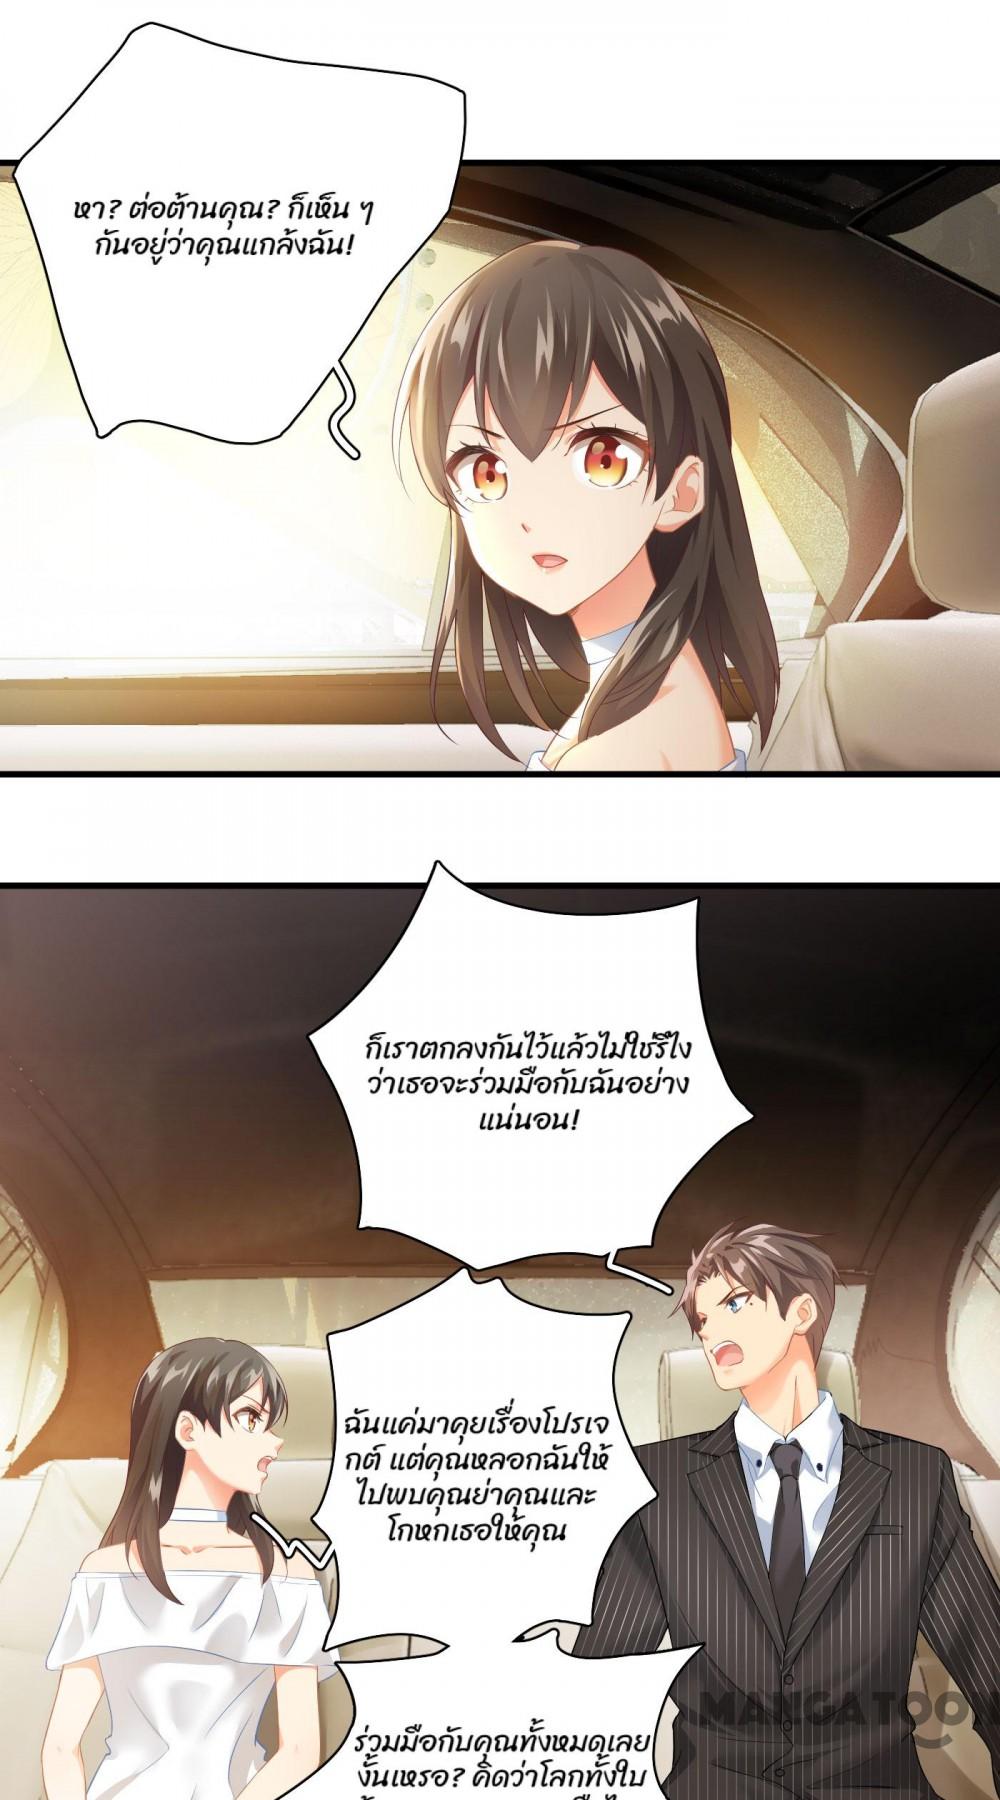 หา? ต่อต้านคุณ? ก็เห็น ๆ
กันอยู่ว่าคุณแกล้งฉัน!
ก็เราตกลงกันไว้แล้วไม่ใช่รึไง
ว่าเธอจะร่วมมือกับฉันอย่าง
แน่นอน!
ฉันแค่มาคุยเรื่องโปรเจ
กต์ แต่คุณหลอกฉันให้
ไปพบคุณย่าคุณและ
โกหกเธอให้คุณ
ร่วมมือกับคุณทั้งหมดเลย
งั้นเหรอ? คิดว่าโลกทั้งใบ
MANGATOON